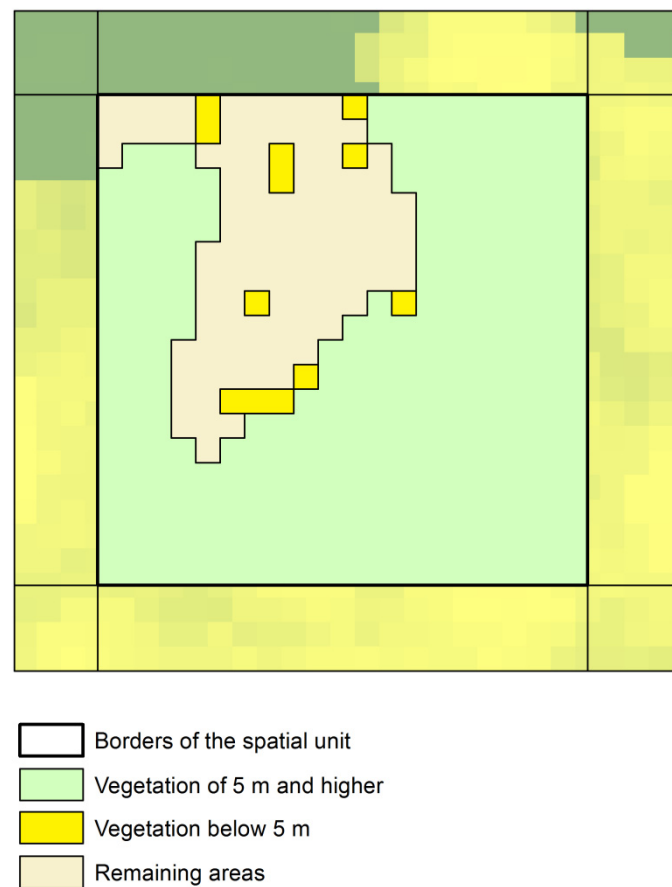 Borders of the spatial unit
Vegetation of 5 m and higher
Vegetation below 5 m
Remaining areas